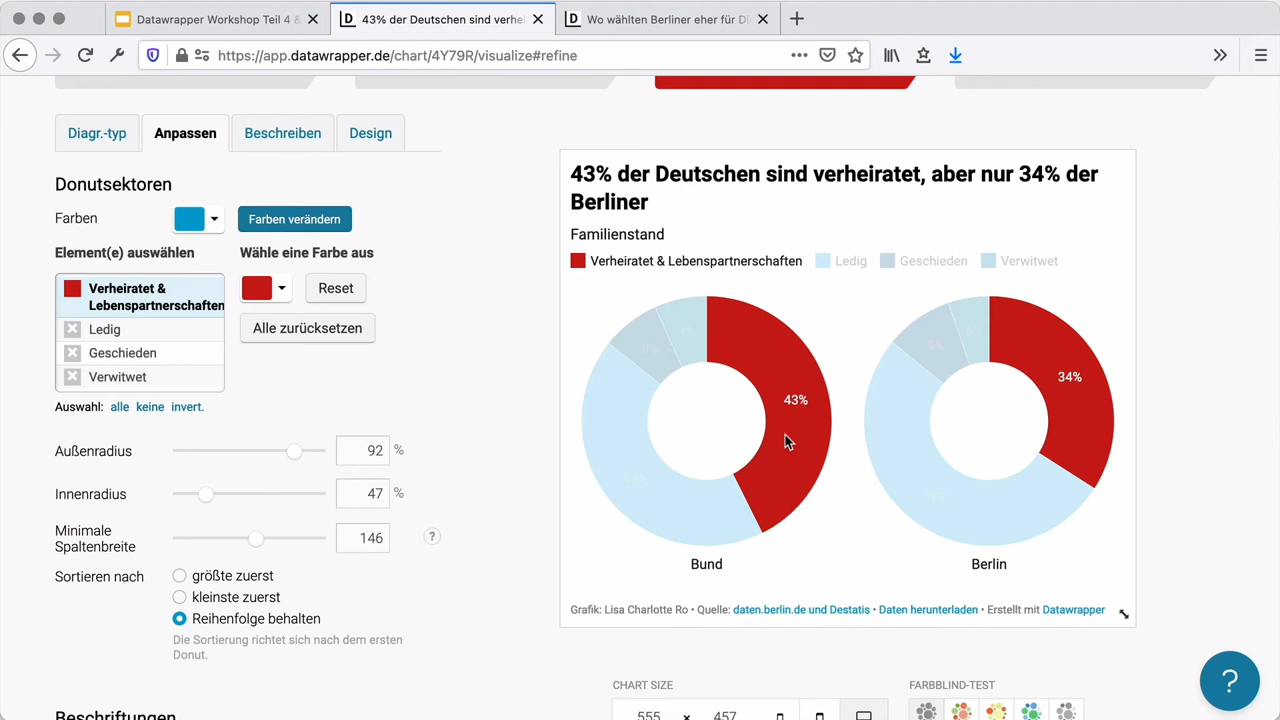 Datawrapper Workshop Teil 4 &
43% der Deutschen sind verhei
Wo wählten Berliner eher für Di
https://app.datawrapper.de/chart/4Y79R/visualize#refine
Diagr.-typ
Anpassen
Beschreiben
Design
Donutsektoren
Farben
Farben verändern
Element(e) auswählen
Wähle eine Farbe aus
Verheiratet &
Lebenspartnerschaften
Ledig
Geschieden
Verwitwet
Reset
Alle zurücksetzen
Auswahl: alle keine invert.
Außenradius
92 %
Innenradius
47 %
Minimale
Spaltenbreite
146
?
Sortieren nach
größte zuerst
kleinste zuerst
Reihenfolge behalten
Die Sortierung richtet sich nach dem ersten
Donut.
Beschriftungen
43% der Deutschen sind verheiratet, aber nur 34% der
Berliner
Familienstand
Verheiratet & Lebenspartnerschaften Ledig Geschieden Verwitwet
43%
34%
Bund
Berlin
Grafik: Lisa Charlotte Ro • Quelle: daten.berlin.de und Destatis • Daten herunterladen • Erstellt mit Datawrapper
CHART SIZE
FARBBLIND-TEST
555 × 457
?